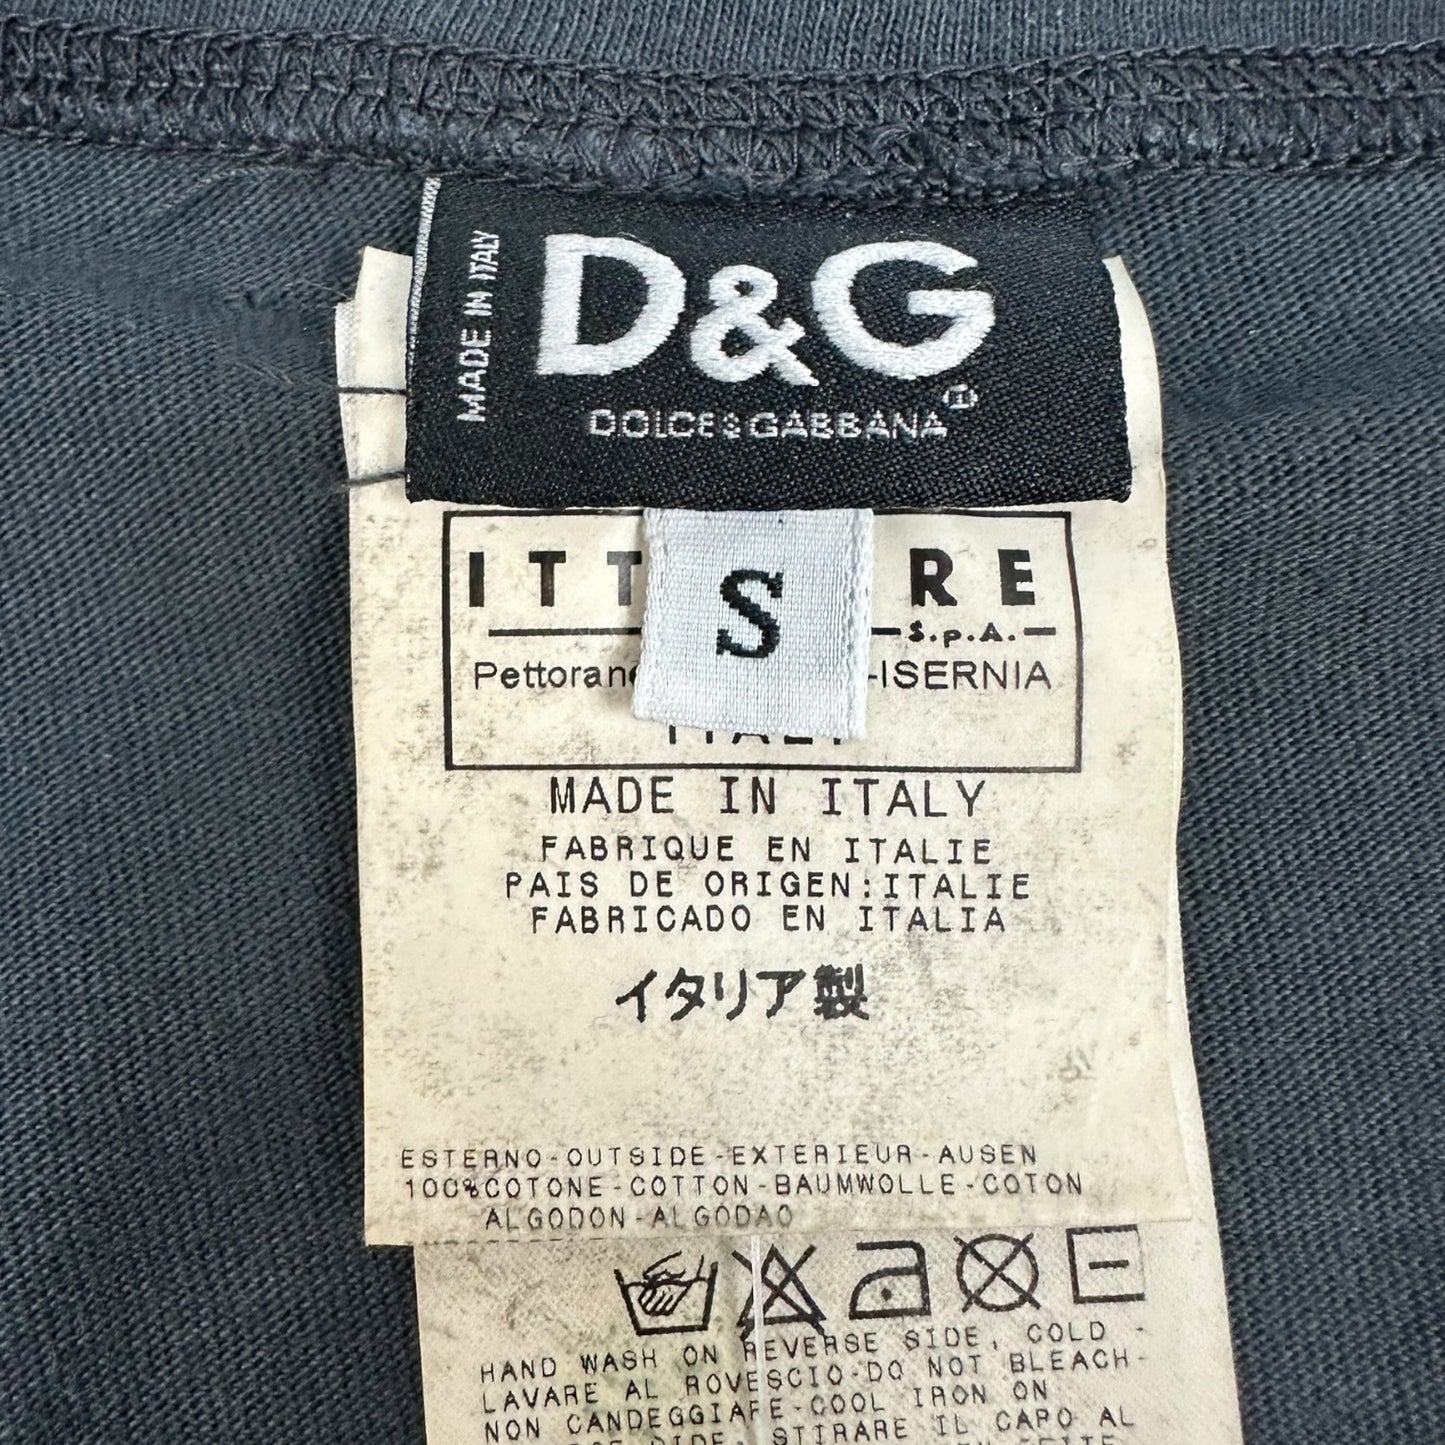 MADE IN ITALY
D&G
DOLCE&GABBANA
S
ITT RE
S.p.A.
-ISERNIA
MADE IN ITALY
FABRIQUE EN ITALIE
PAIS DE ORIGEN:ITALIE
FABRICADO EN ITALIA
イタリア製
ESTERNO-OUTSIDE-EXTERIEUR-AUSEN
100%COTONE-COTTON-BAUMWOLLE-COTON
ALGODON-ALGODAO
HAND WASH ON REVERSE SIDE, COLD -
LAVARE AL ROVESCIO-DO NOT BLEACH-
NON CANDEGGIARE-COOL IRON ON
SIDE, STIRARE IL CAPO AL